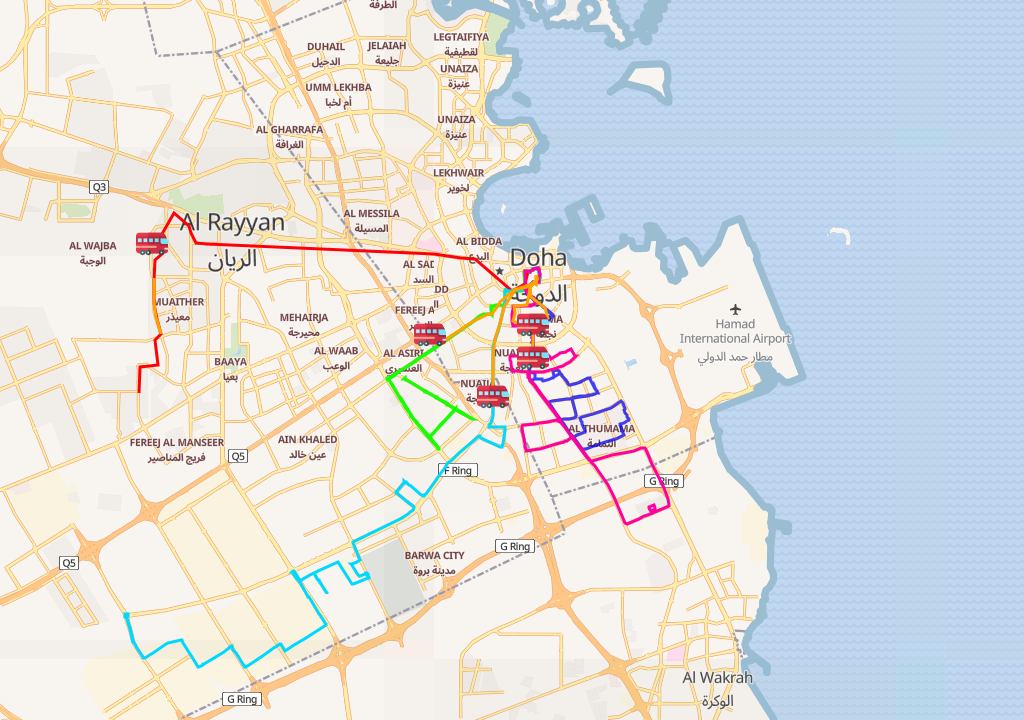 الطرفة
DUHAIL
الدحيل
JELAIAH
جليعة
LEGTAIFIYA
لقطيفية
UNAIZA
عنيزة
UMM LEKHBA
أم لخبا
UNAIZA
عنيزة
AL GHARRAFA
الغرافة
LEKHWAIR
لخوير
Q3
Al Rayyan
الريان
AL MESSILA
المسيلة
AL WAJBA
الوجبة
AL BIDDA
البدع
Doha
الدوحة
AL SAD
السد
DD
MUAITHER
معيذر
MEHAIRJA
محيرجة
FEREEJ A
MA
Hamad
International Airport
مطار حمد الدولي
AL WAAB
الوعب
AL ASIRI
العسيري
BAAYA
بعيا
NUA
NUAI
AL THUMAMA
الثمامة
FEREEJ AL MANSEER
فريج المناصير
AIN KHALED
عين خالد
Q5
F Ring
G Ring
G Ring
BARWA CITY
مدينة بروة
Q5
Al Wakrah
الوكرة
G Ring